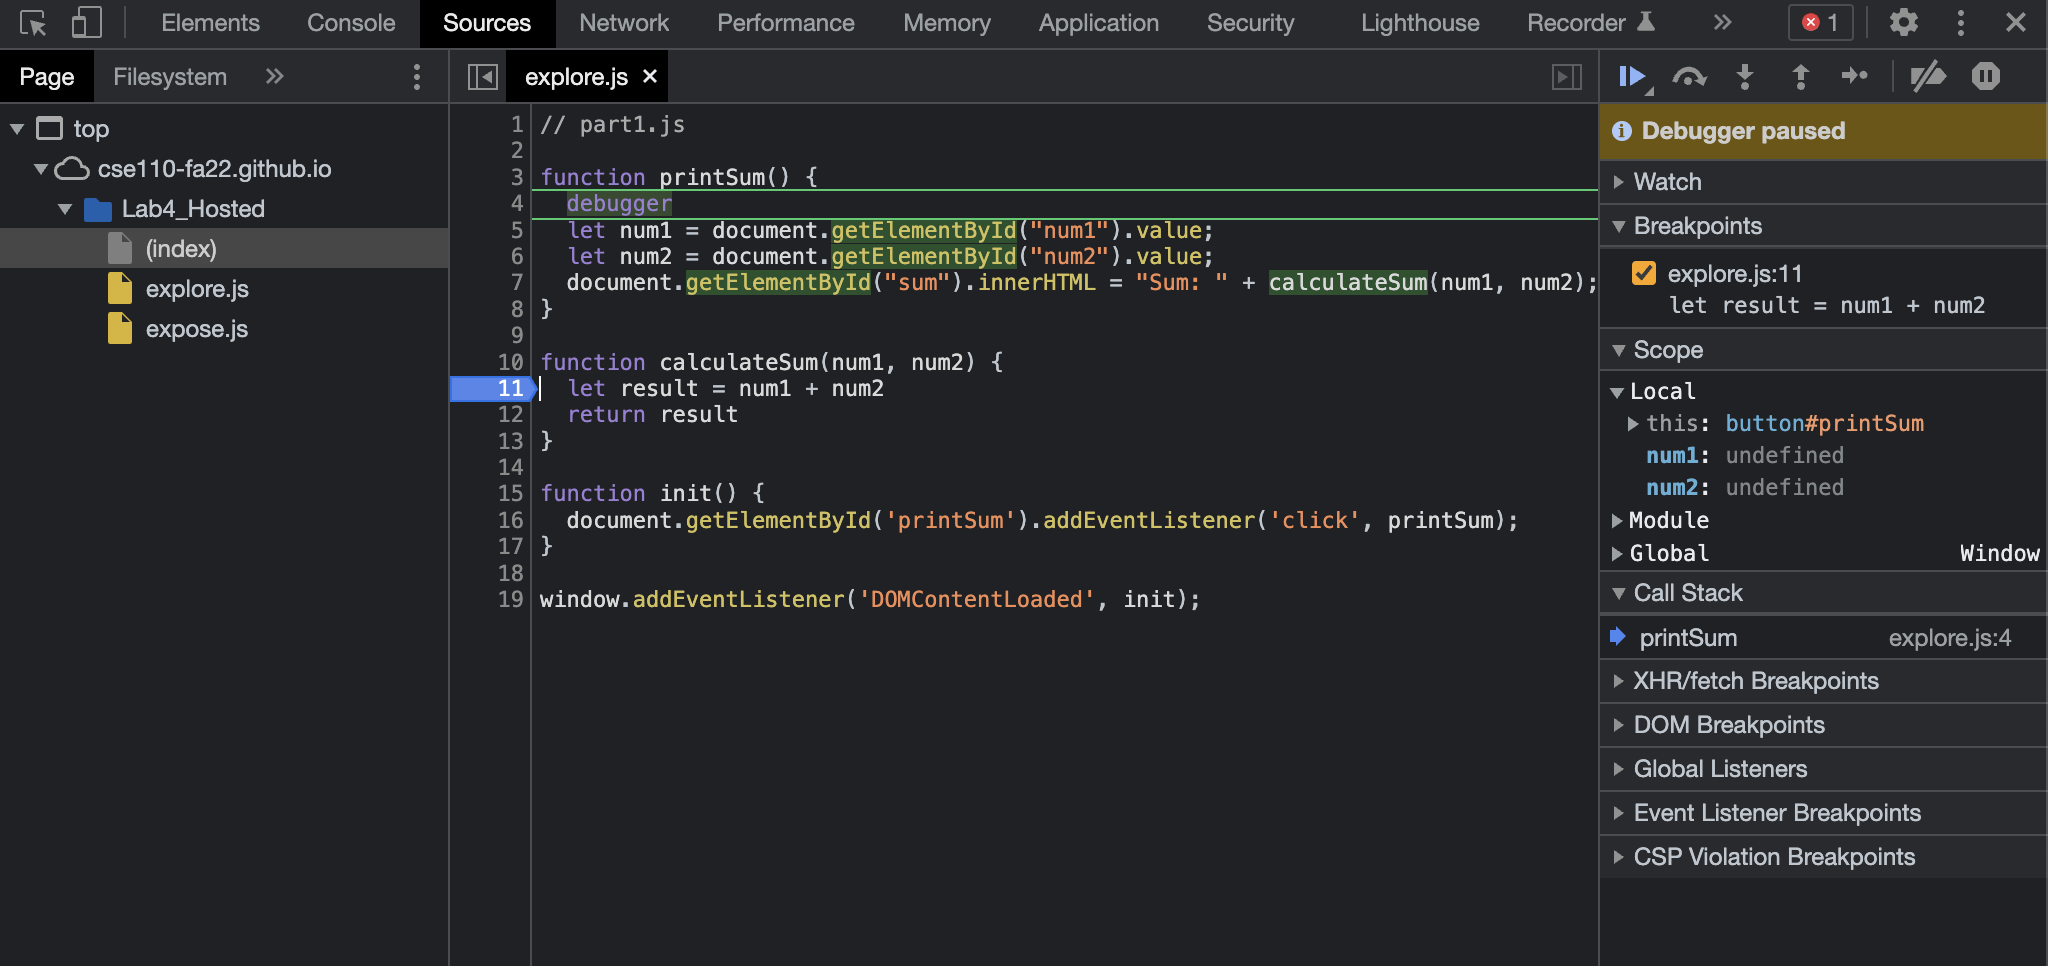 Elements Console Sources Network Performance Memory Application Security Lighthouse Recorder 1
Page Filesystem
top
cse110-fa22.github.io
Lab4_Hosted
(index)
explore.js
expose.js
explore.js
1 // part1.js
2
3 function printSum() {
4   debugger
5   let num1 = document.getElementById("num1").value;
6   let num2 = document.getElementById("num2").value;
7   document.getElementById("sum").innerHTML = "Sum: " + calculateSum(num1, num2);
8 }
9
10 function calculateSum(num1, num2) {
11   let result = num1 + num2
12   return result
13 }
14
15 function init() {
16   document.getElementById('printSum').addEventListener('click', printSum);
17 }
18
19 window.addEventListener('DOMContentLoaded', init);
Debugger paused
Watch
Breakpoints
explore.js:11
let result = num1 + num2
Scope
Local
this: button#printSum
num1: undefined
num2: undefined
Module
Global Window
Call Stack
printSum explore.js:4
XHR/fetch Breakpoints
DOM Breakpoints
Global Listeners
Event Listener Breakpoints
CSP Violation Breakpoints